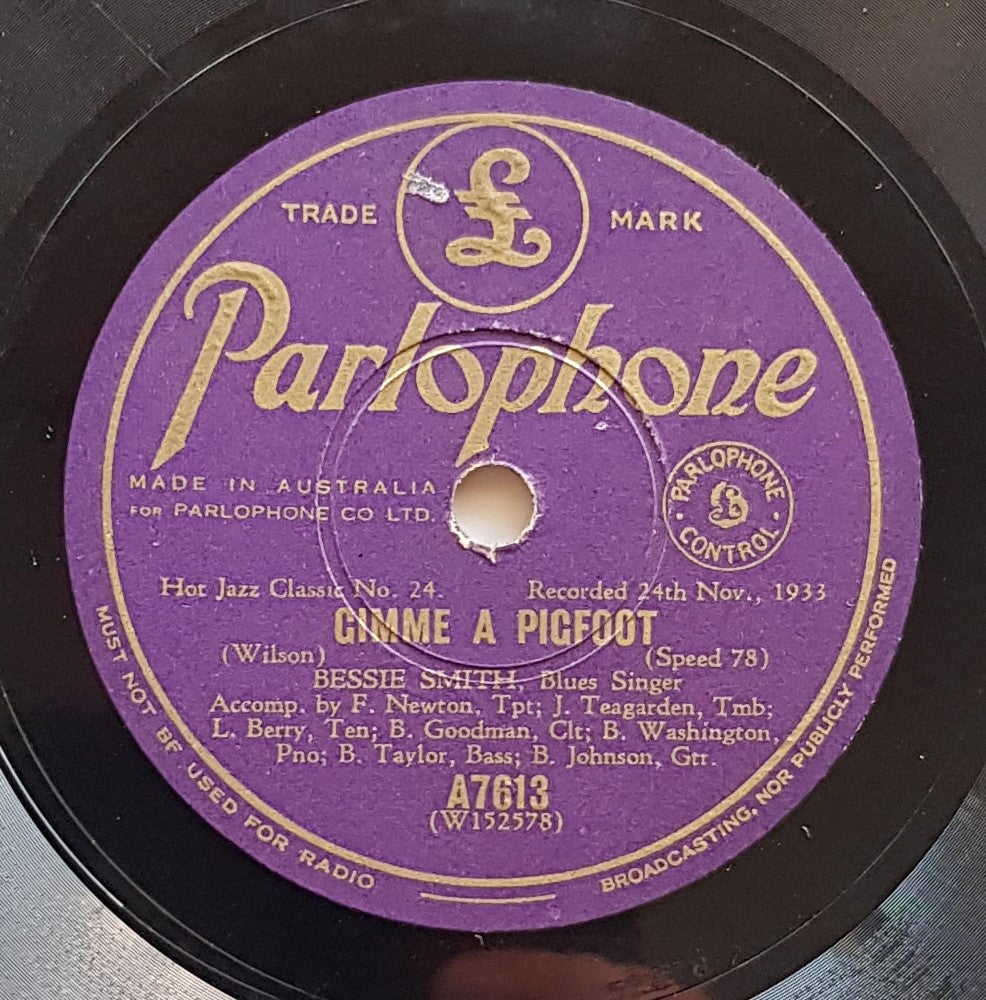 £
TRADE MARK
Parlophone
MADE IN AUSTRALIA
FOR PARLOPHONE CO LTD.
PARLOPHONE
£
CONTROL
Hot Jazz Classic No. 24. Recorded 24th Nov., 1933
GIMME A PIGFOOT
(Wilson) (Speed 78)
BESSIE SMITH, Blues Singer
Accomp. by F. Newton, Tpt; J. Teagarden, Tmb;
L. Berry, Ten; B. Goodman, Clt; B. Washington,
Pno; B. Taylor, Bass; B. Johnson, Gtr.
A7613
(W152578)
MUST NOT BE USED FOR RADIO BROADCASTING, NOR PUBLICLY PERFORMED